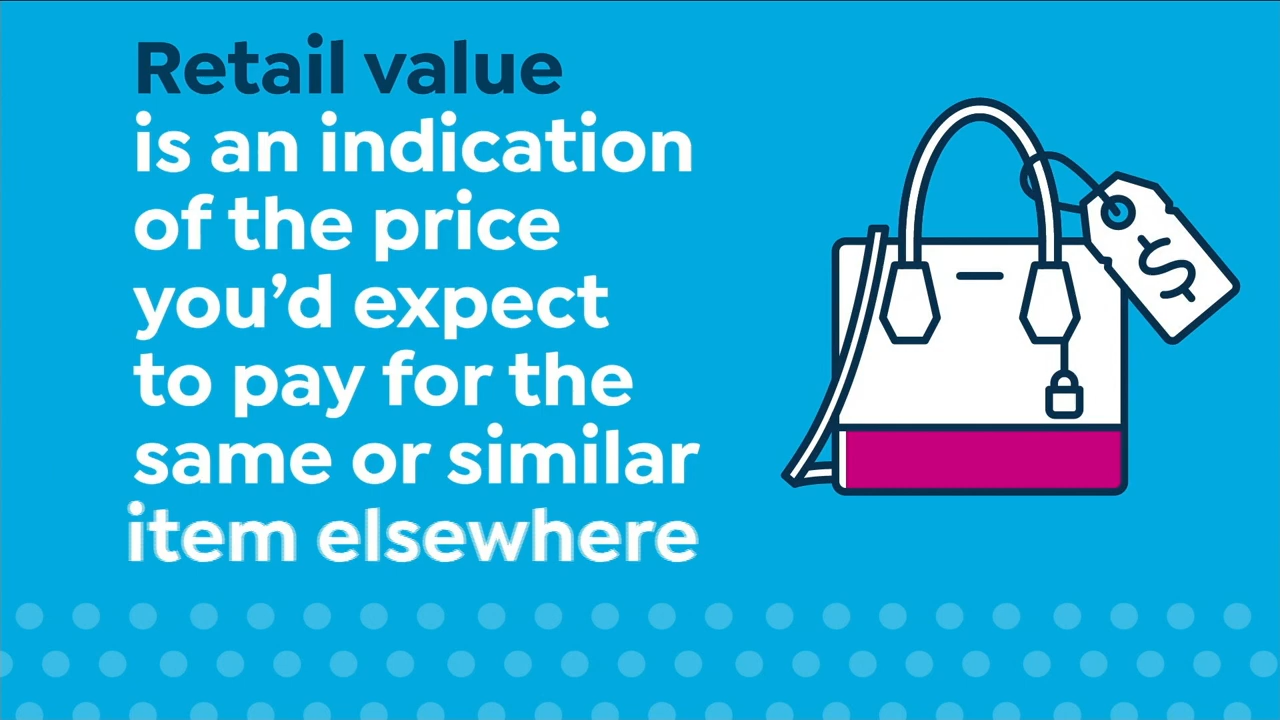 Retail value
is an indication
of the price
you’d expect
to pay for the
same or similar
item elsewhere
$